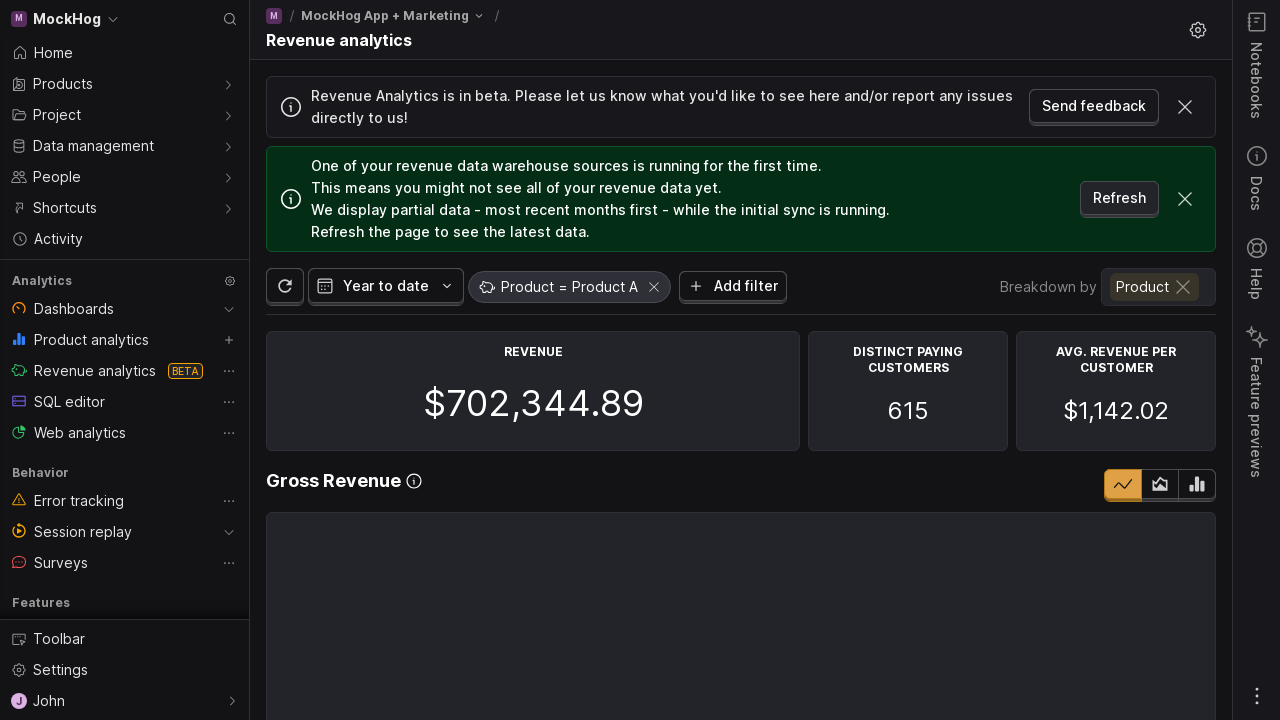 M MockHog
Home
Products
Project
Data management
People
Shortcuts
Activity
Analytics
Dashboards
Product analytics
Revenue analytics BETA
SQL editor
Web analytics
Behavior
Error tracking
Session replay
Surveys
Features
Toolbar
Settings
J John
M / MockHog App + Marketing /
Revenue analytics
Revenue Analytics is in beta. Please let us know what you'd like to see here and/or report any issues
directly to us!
Send feedback
One of your revenue data warehouse sources is running for the first time.
This means you might not see all of your revenue data yet.
We display partial data - most recent months first - while the initial sync is running.
Refresh the page to see the latest data.
Refresh
Year to date
Product = Product A
Add filter
Breakdown by Product
REVENUE
$702,344.89
DISTINCT PAYING
CUSTOMERS
615
AVG. REVENUE PER
CUSTOMER
$1,142.02
Gross Revenue
Notebooks
Docs
Help
Feature previews